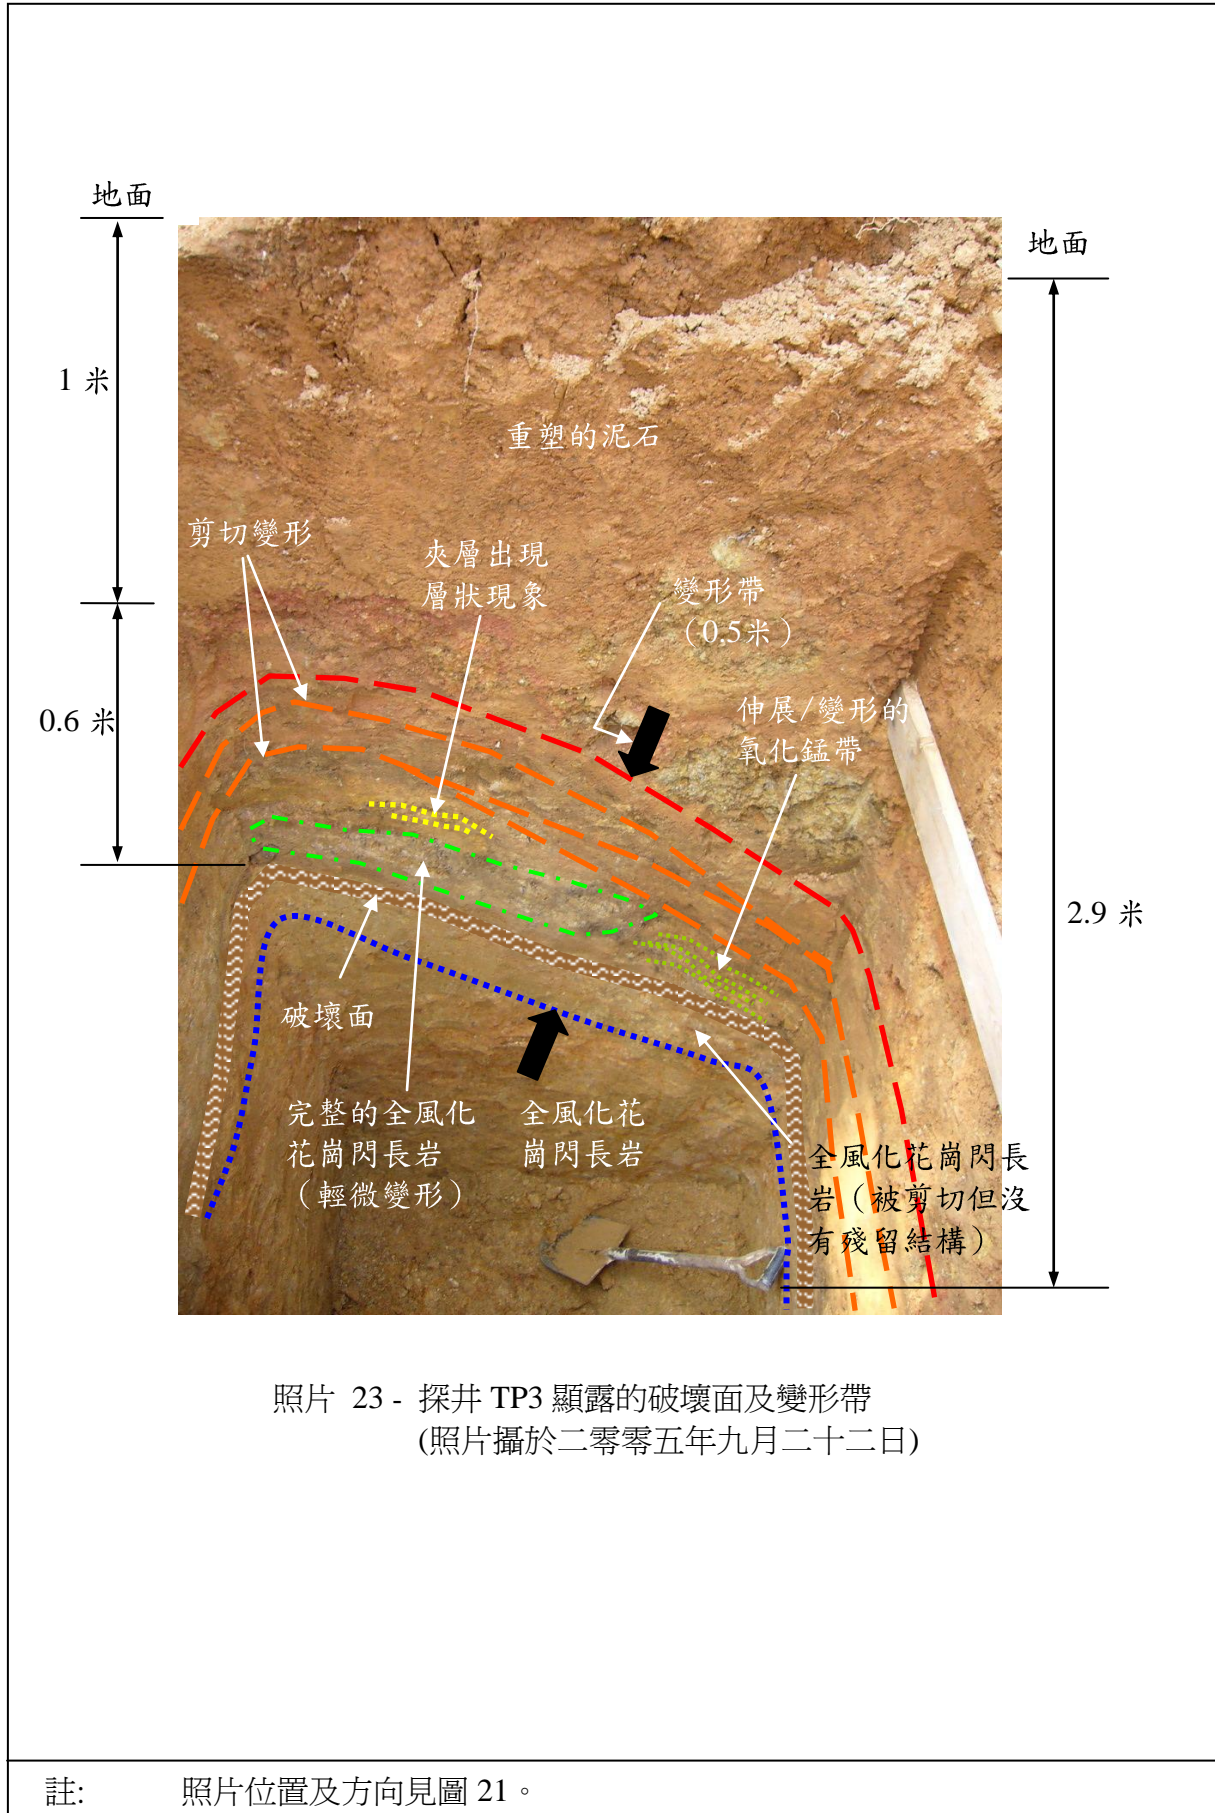 地面
地面
1 米
重塑的泥石
剪切變形
夾層出現
層狀現象
變形帶
（0.5米）
0.6 米
伸展/變形的
氧化錳帶
2.9 米
破壞面
完整的全風化
花崗閃長岩
（輕微變形）
全風化花
崗閃長岩
全風化花崗閃長
岩（被剪切但沒
有殘留結構）
照片 23 - 探井 TP3 顯露的破壞面及變形帶
(照片攝於二零零五年九月二十二日)
註: 照片位置及方向見圖 21。